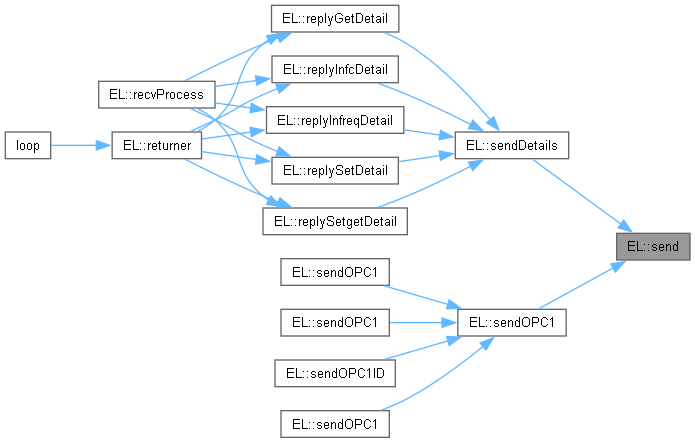 loop
EL::recvProcess
EL::returner
EL::replyGetDetail
EL::replyInfcDetail
EL::replyInfreqDetail
EL::replySetDetail
EL::replySetgetDetail
EL::sendOPC1
EL::sendOPC1
EL::sendOPC1ID
EL::sendOPC1
EL::sendDetails
EL::sendOPC1
EL::send